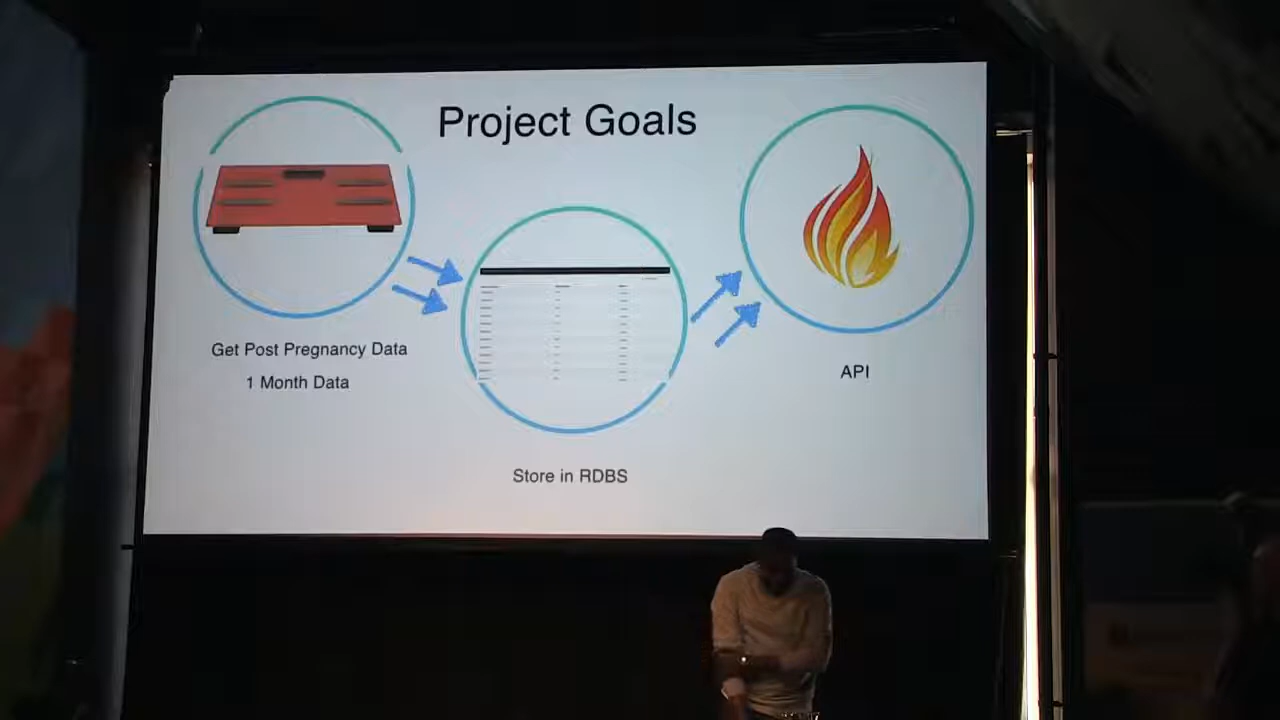 Project Goals
Get Post Pregnancy Data
1 Month Data
Store in RDBS
API